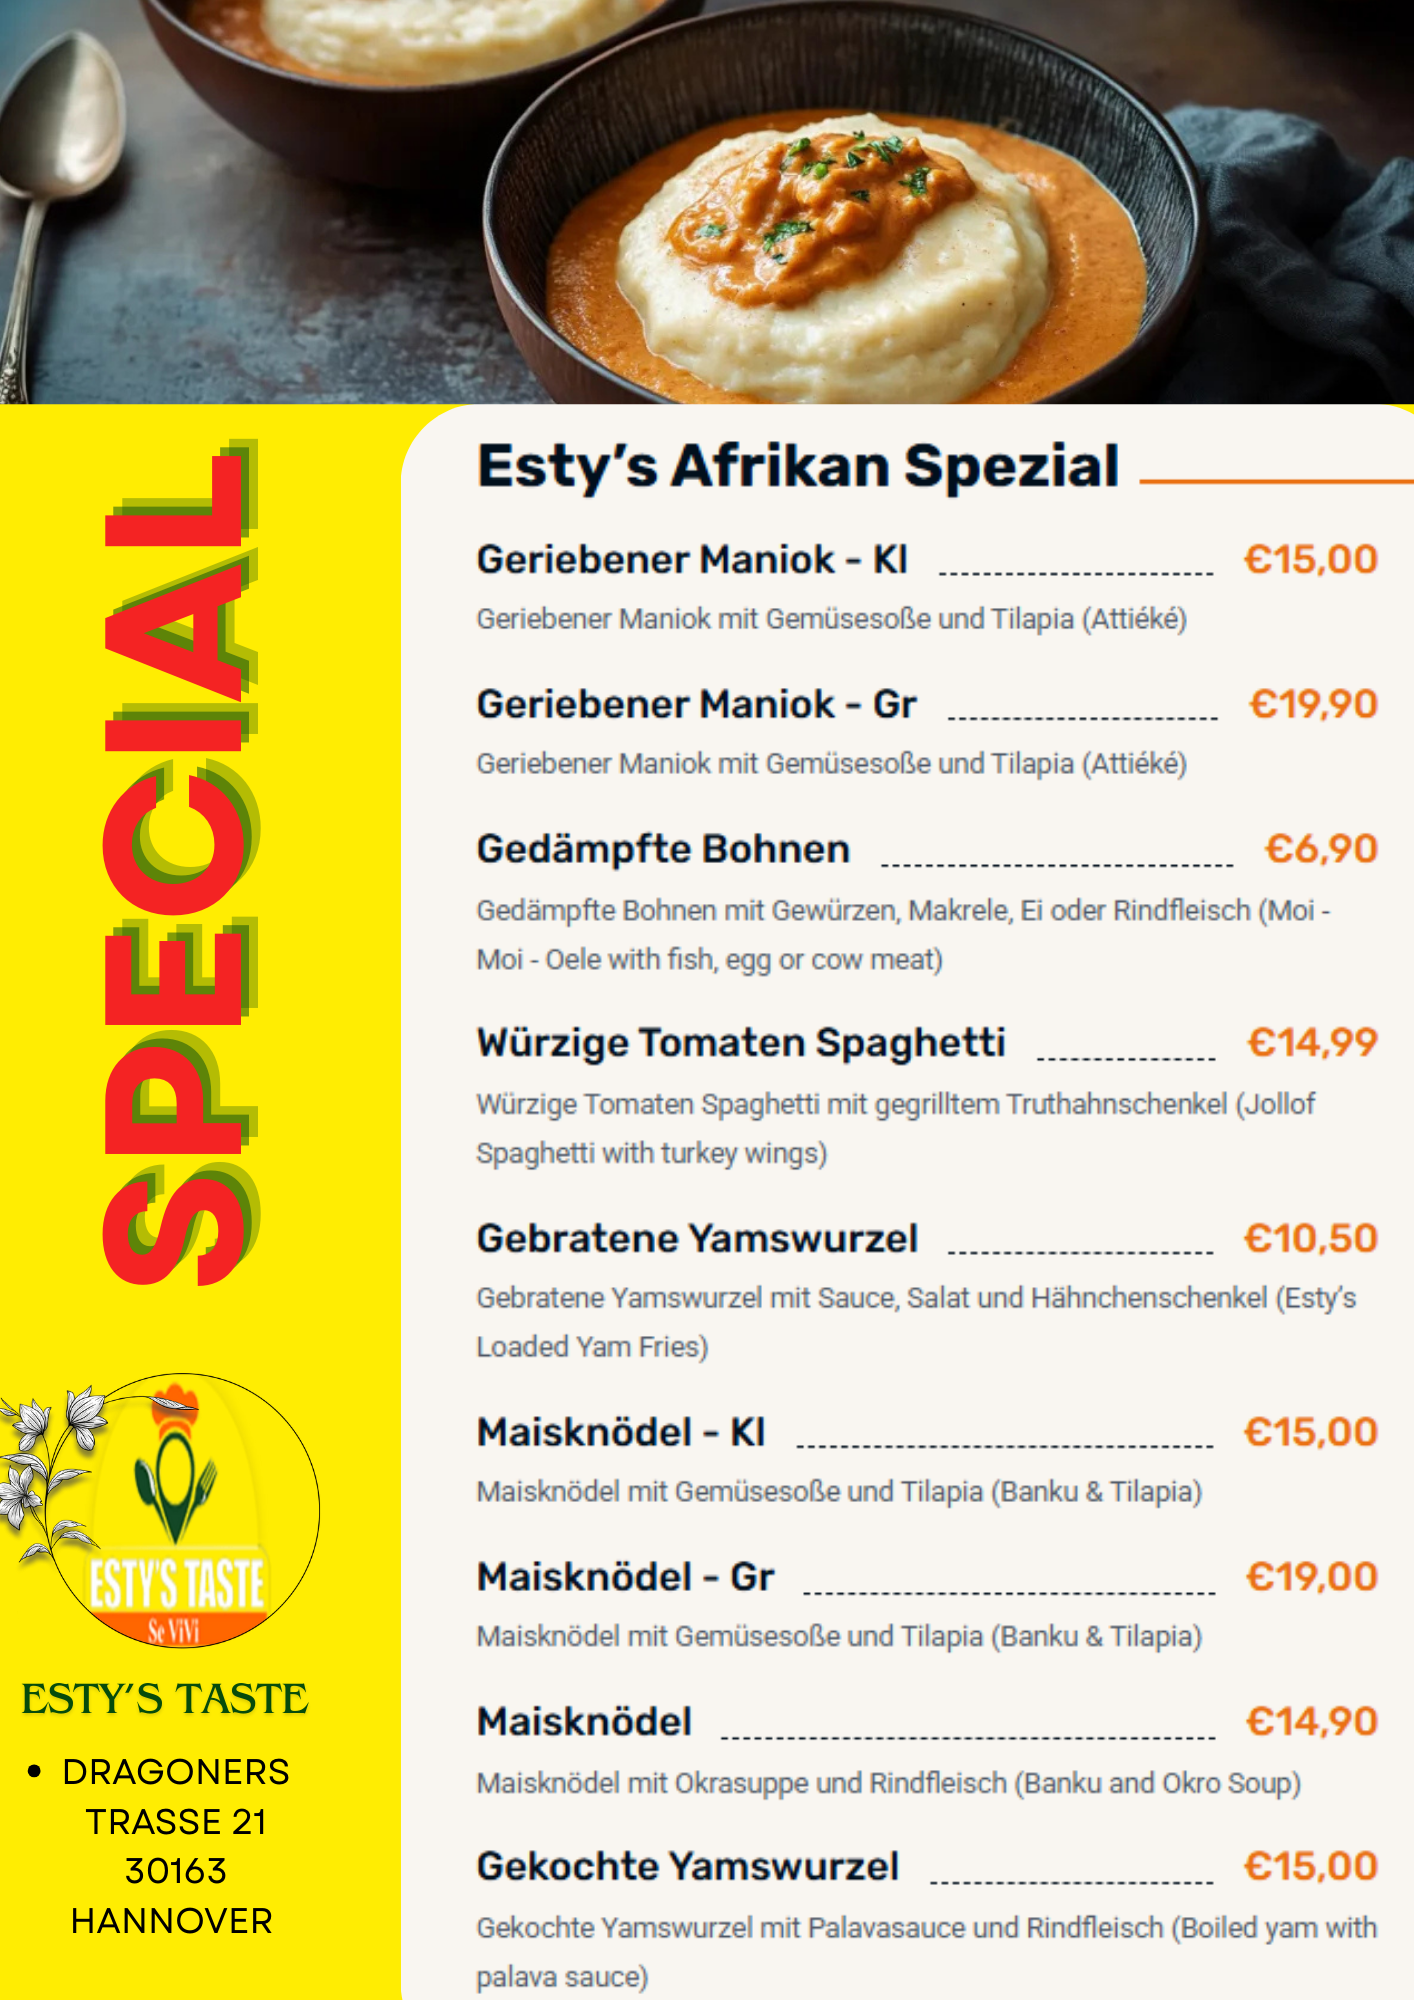 SPECIAL
ESTY'S TASTE
Se ViVi
ESTY'S TASTE
• DRAGONERS
TRASSE 21
30163
HANNOVER
Esty's Afrikan Spezial
Geriebener Maniok - Kl €15,00
Geriebener Maniok mit Gemüsesoße und Tilapia (Attiéké)
Geriebener Maniok - Gr €19,90
Geriebener Maniok mit Gemüsesoße und Tilapia (Attiéké)
Gedämpfte Bohnen €6,90
Gedämpfte Bohnen mit Gewürzen, Makrele, Ei oder Rindfleisch (Moi -
Moi - Oele with fish, egg or cow meat)
Würzige Tomaten Spaghetti €14,99
Würzige Tomaten Spaghetti mit gegrilltem Truthahnschenkel (Jollof
Spaghetti with turkey wings)
Gebratene Yamswurzel €10,50
Gebratene Yamswurzel mit Sauce, Salat und Hähnchenschenkel (Esty's
Loaded Yam Fries)
Maisknödel - Kl €15,00
Maisknödel mit Gemüsesoße und Tilapia (Banku & Tilapia)
Maisknödel - Gr €19,00
Maisknödel mit Gemüsesoße und Tilapia (Banku & Tilapia)
Maisknödel €14,90
Maisknödel mit Okrasuppe und Rindfleisch (Banku and Okro Soup)
Gekochte Yamswurzel €15,00
Gekochte Yamswurzel mit Palavasauce und Rindfleisch (Boiled yam with
palava sauce)